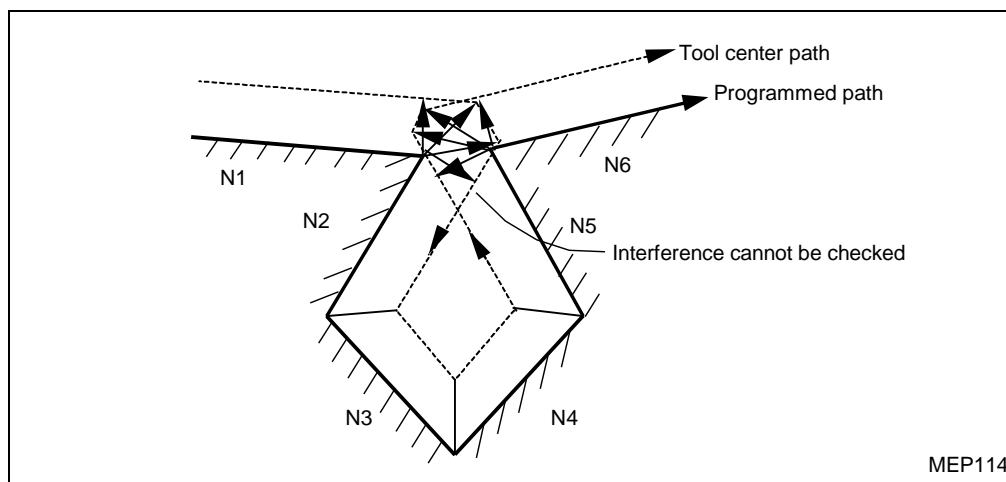 Tool center path
Programmed path
N1
N6
N2
N5
Interference cannot be checked
N3
N4
MEP114